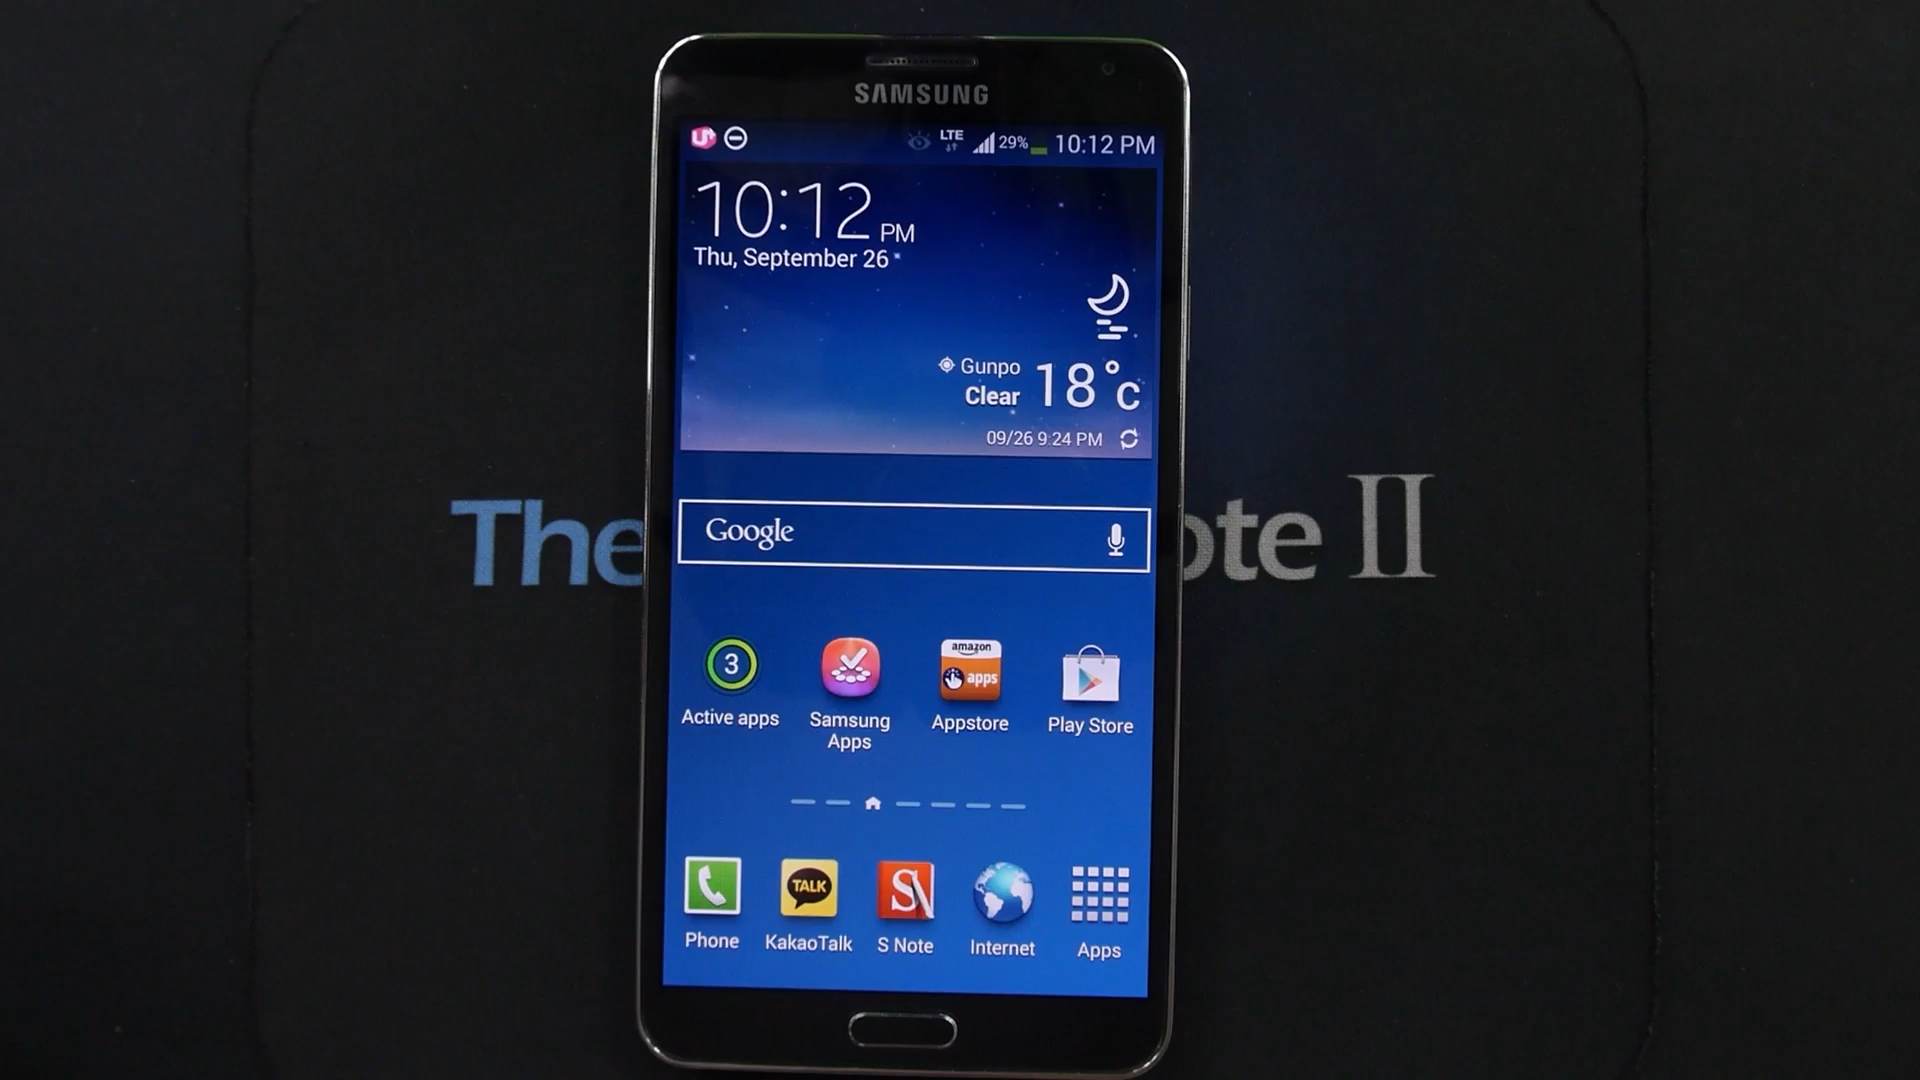 SAMSUNG
U+ LTE 29% 10:12 PM
10:12 PM
Thu, September 26
Gunpo
Clear 18°c
09/26 9:24 PM
The ote II
Google
3
amazon
apps
Active apps
Samsung Apps
Appstore
Play Store
TALK
S
Phone
KakaoTalk
S Note
Internet
Apps